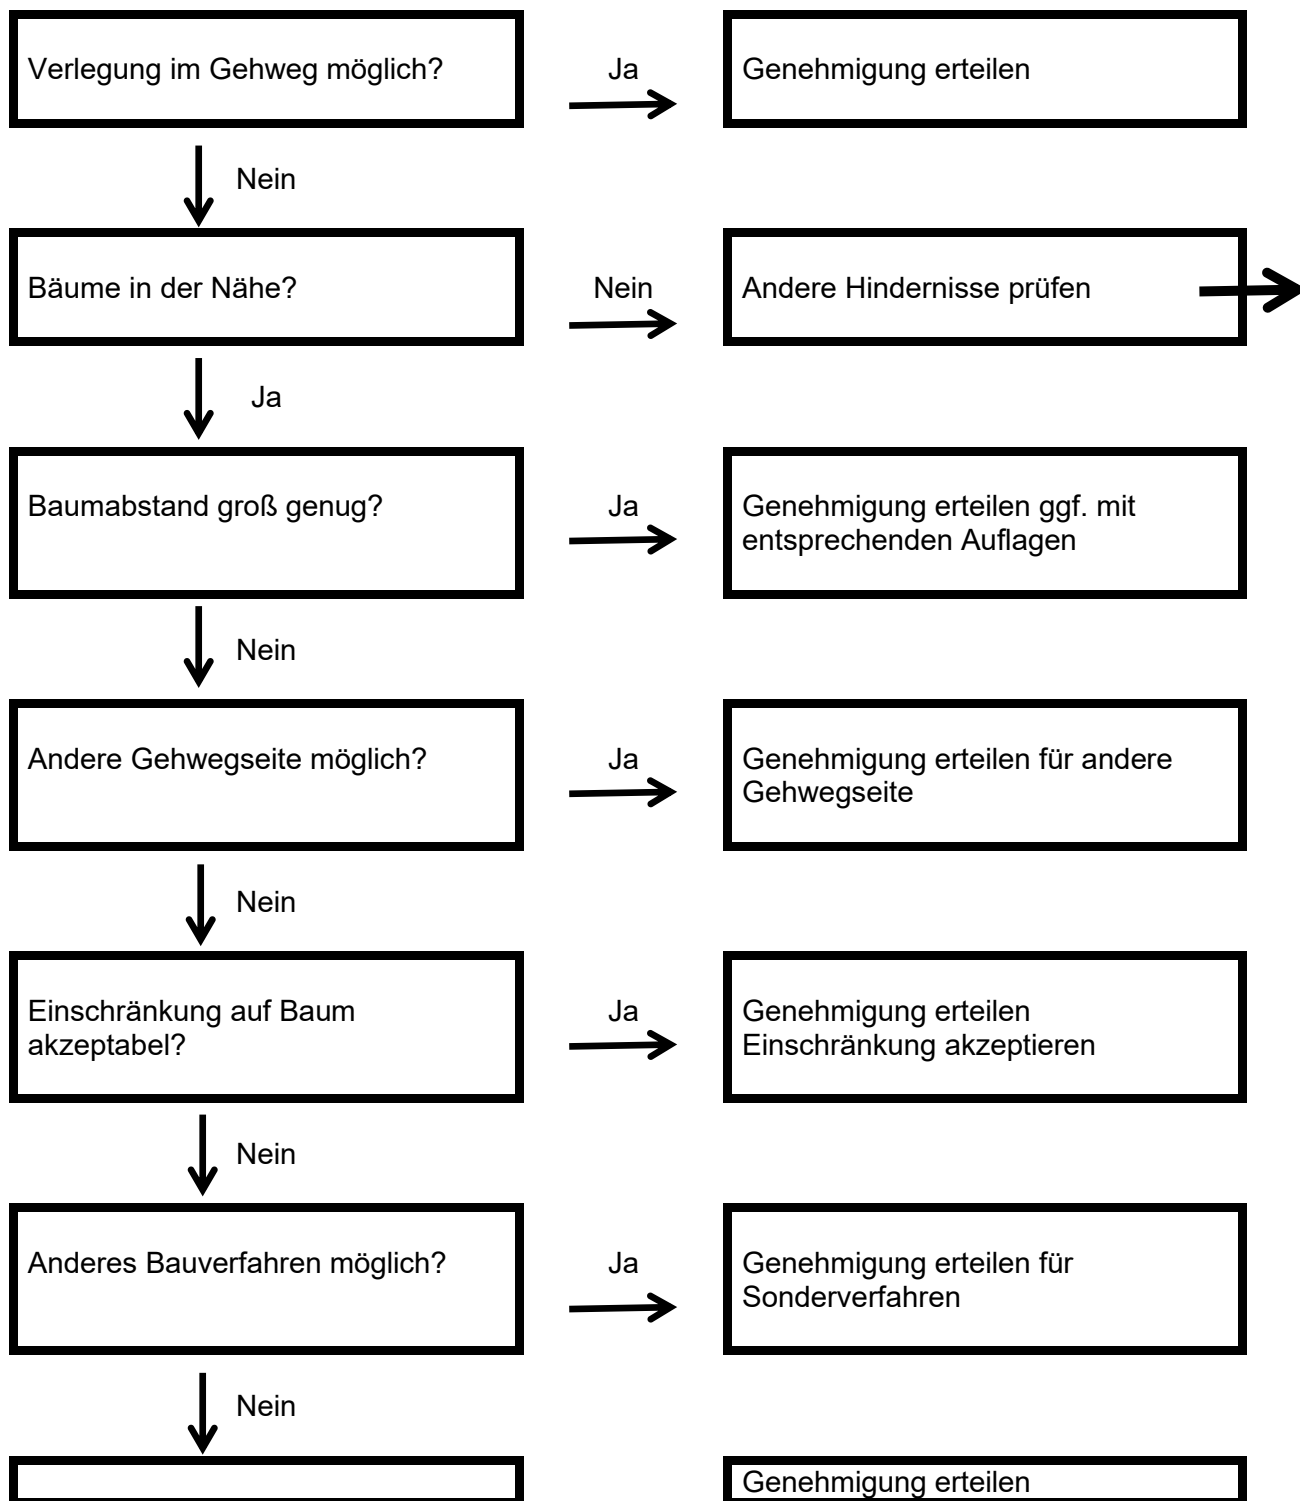 Verlegung im Gehweg möglich?
Ja
Genehmigung erteilen
Nein
Bäume in der Nähe?
Nein
Andere Hindernisse prüfen
Ja
Baumabstand groß genug?
Ja
Genehmigung erteilen ggf. mit
entsprechenden Auflagen
Nein
Andere Gehwegseite möglich?
Ja
Genehmigung erteilen für andere
Gehwegseite
Nein
Einschränkung auf Baum
akzeptabel?
Ja
Genehmigung erteilen
Einschränkung akzeptieren
Nein
Anderes Bauverfahren möglich?
Ja
Genehmigung erteilen für
Sonderverfahren
Nein
Genehmigung erteilen